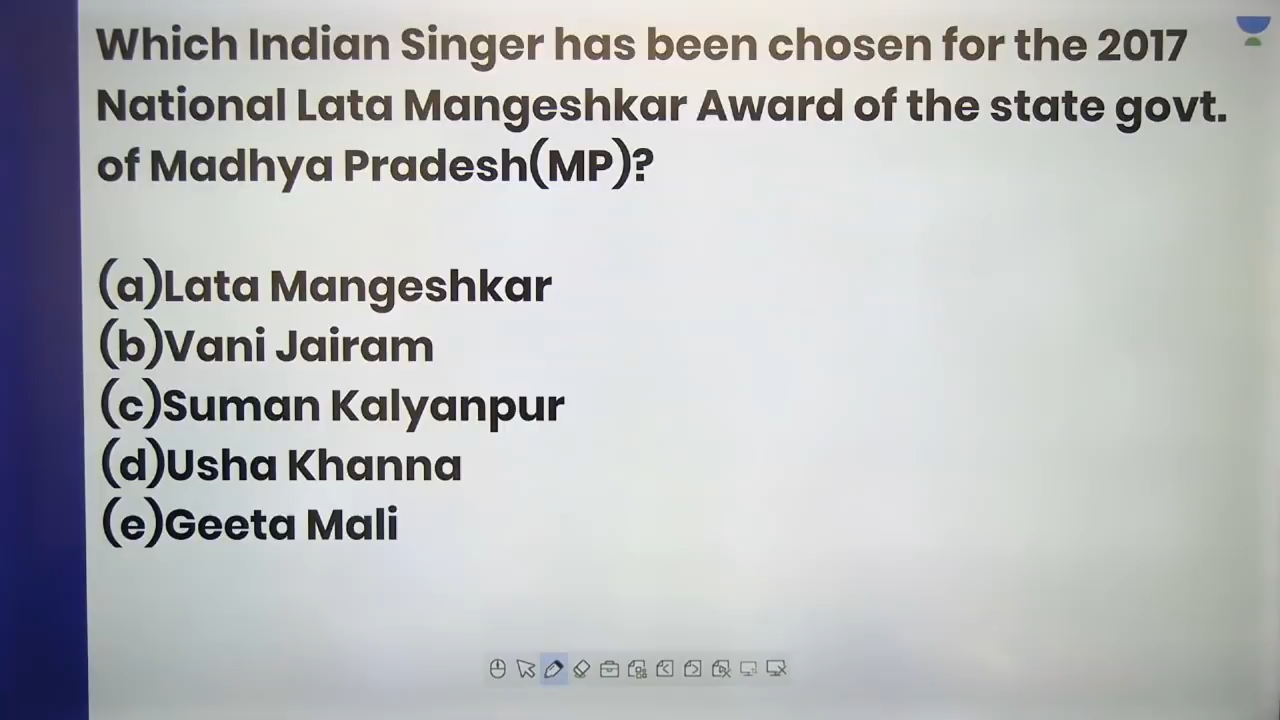 Which Indian Singer has been chosen for the 2017
National Lata Mangeshkar Award of the state govt.
of Madhya Pradesh(MP)?
(a)Lata Mangeshkar
(b)Vani Jairam
(c)Suman Kalyanpur
(d)Usha Khanna
(e)Geeta Mali